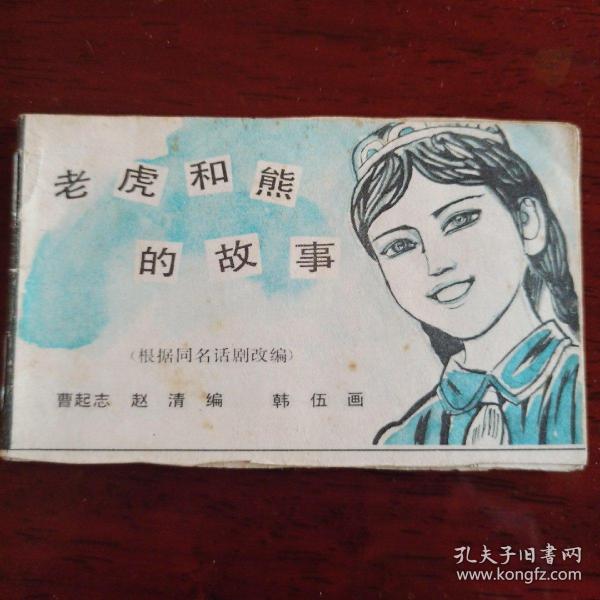 老虎和熊
的故事
（根据同名话剧改编）
曹起志 赵清编 韩伍画
孔夫子旧書网
www.kongfz.com